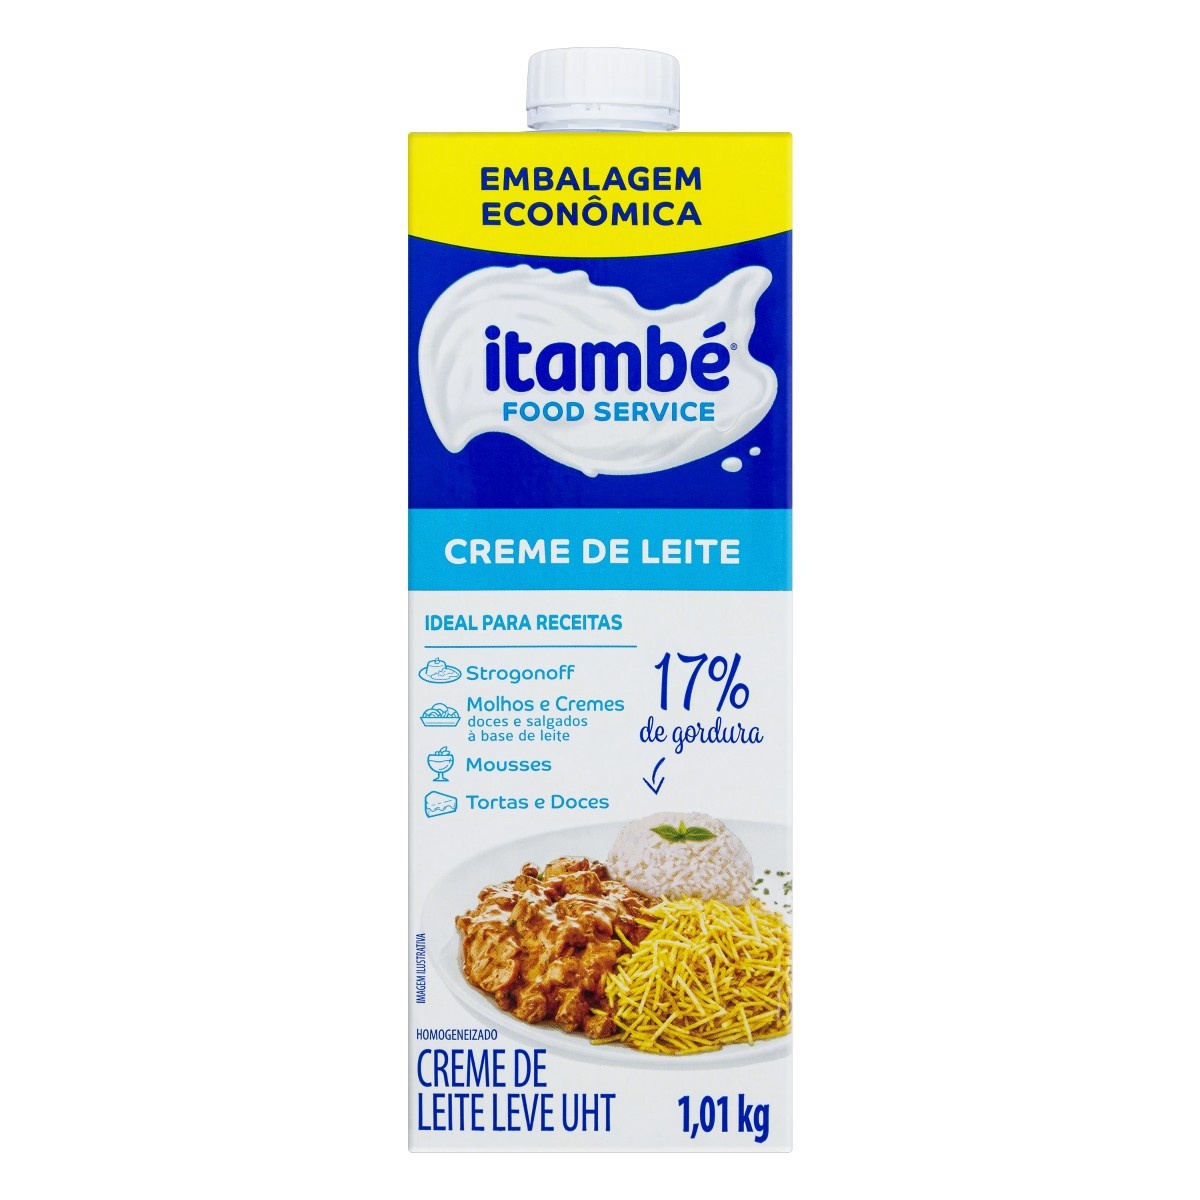 EMBALAGEM
ECONÔMICA
itambé®
FOOD SERVICE
CREME DE LEITE
IDEAL PARA RECEITAS
Strogonoff
Molhos e Cremes
doces e salgados
à base de leite
Mousses
Tortas e Doces
17%
de gordura
IMAGEM ILUSTRATIVA
HOMOGENEIZADO
CREME DE
LEITE LEVE UHT
1,01 kg